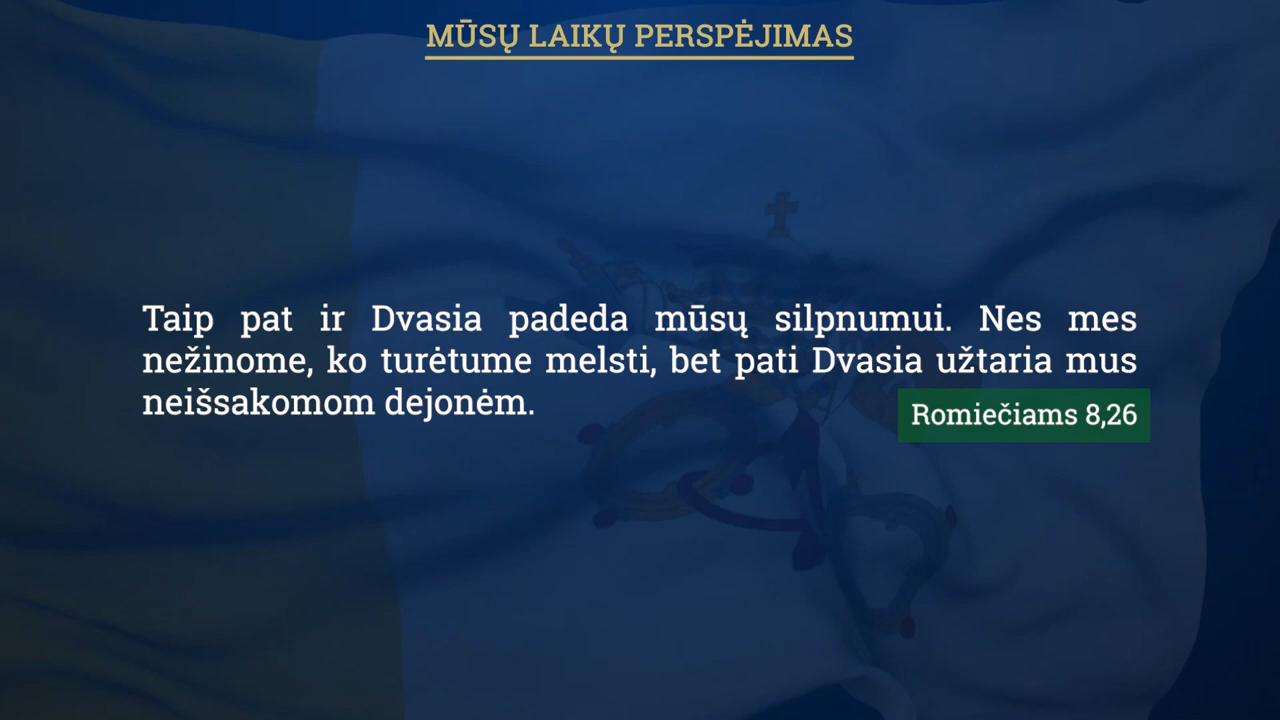 MŪSŲ LAIKŲ PERSPĖJIMAS
Taip pat ir Dvasia padeda mūsų silpnumui. Nes mes
nežinome, ko turėtume melsti, bet pati Dvasia užtaria mus
neišsakomom dejonėm.
Romiečiams 8,26